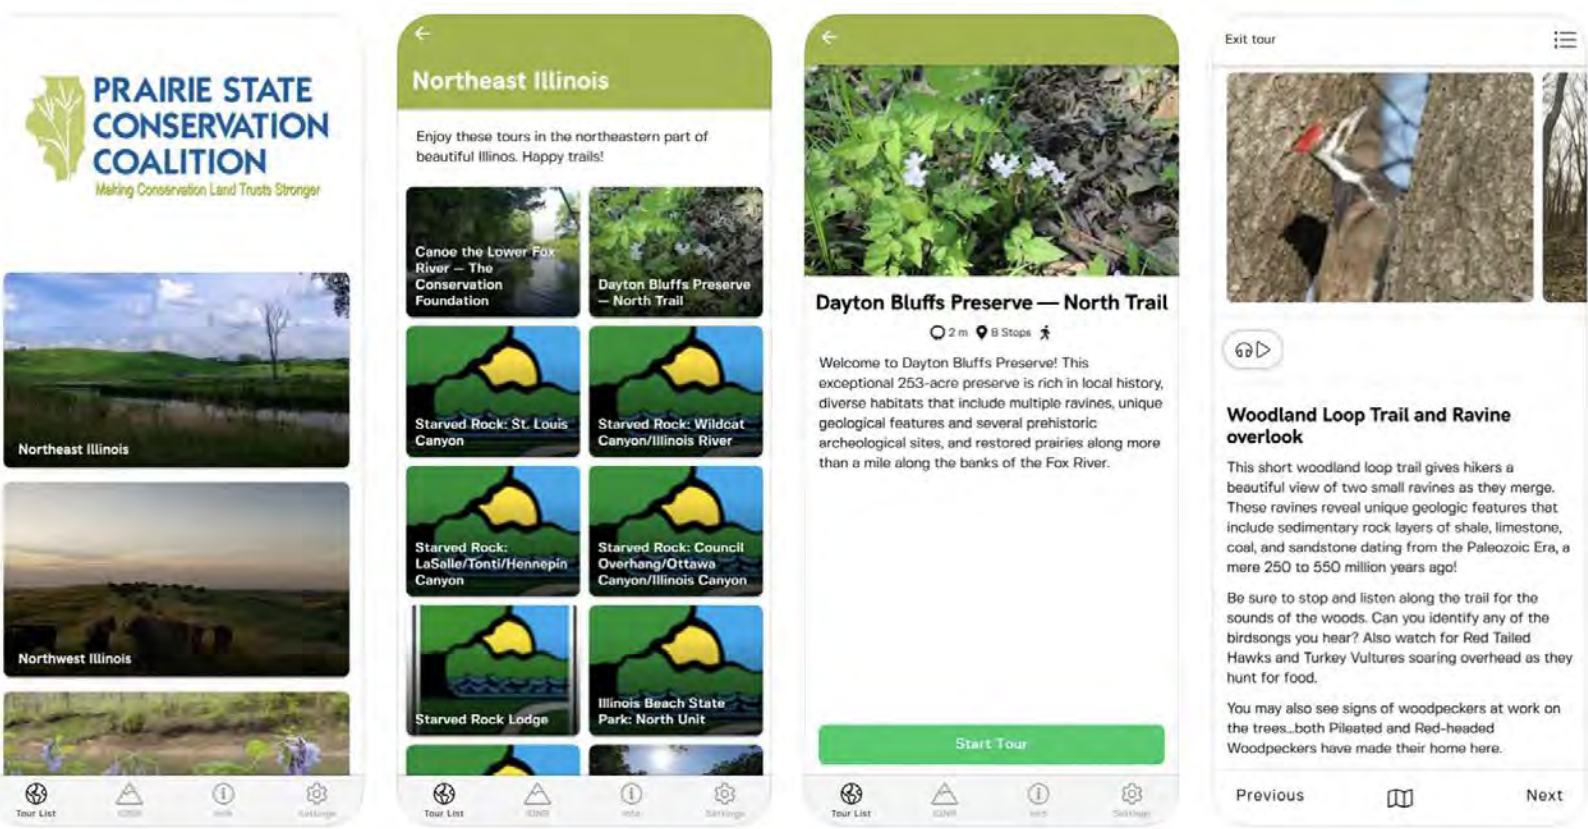 PRAIRIE STATE
CONSERVATION
COALITION
Making Conservation Land Trusts Stronger
Northeast Illinois
Northwest Illinois
Tour List
IDNR
Info
Settings
Northeast Illinois
Enjoy these tours in the northeastern part of
beautiful Illinos. Happy trails!
Canoe the Lower Fox
River — The
Conservation
Foundation
Dayton Bluffs Preserve
— North Trail
Starved Rock: St. Louis
Canyon
Starved Rock: Wildcat
Canyon/Illinois River
Starved Rock:
LaSalle/Tonti/Hennepin
Canyon
Starved Rock: Council
Overhang/Ottawa
Canyon/Illinois Canyon
Starved Rock Lodge
Illinois Beach State
Park: North Unit
Tour List
IDNR
Info
Settings
Dayton Bluffs Preserve — North Trail
2 m 8 Stops
Welcome to Dayton Bluffs Preserve! This
exceptional 253-acre preserve is rich in local history,
diverse habitats that include multiple ravines, unique
geological features and several prehistoric
archeological sites, and restored prairies along more
than a mile along the banks of the Fox River.
Start Tour
Tour List
IDNR
Info
Settings
Exit tour
Woodland Loop Trail and Ravine
overlook
This short woodland loop trail gives hikers a
beautiful view of two small ravines as they merge.
These ravines reveal unique geologic features that
include sedimentary rock layers of shale, limestone,
coal, and sandstone dating from the Paleozoic Era, a
mere 250 to 550 million years ago!
Be sure to stop and listen along the trail for the
sounds of the woods. Can you identify any of the
birdsongs you hear? Also watch for Red Tailed
Hawks and Turkey Vultures soaring overhead as they
hunt for food.
You may also see signs of woodpeckers at work on
the trees...both Pileated and Red-headed
Woodpeckers have made their home here.
Previous
Next